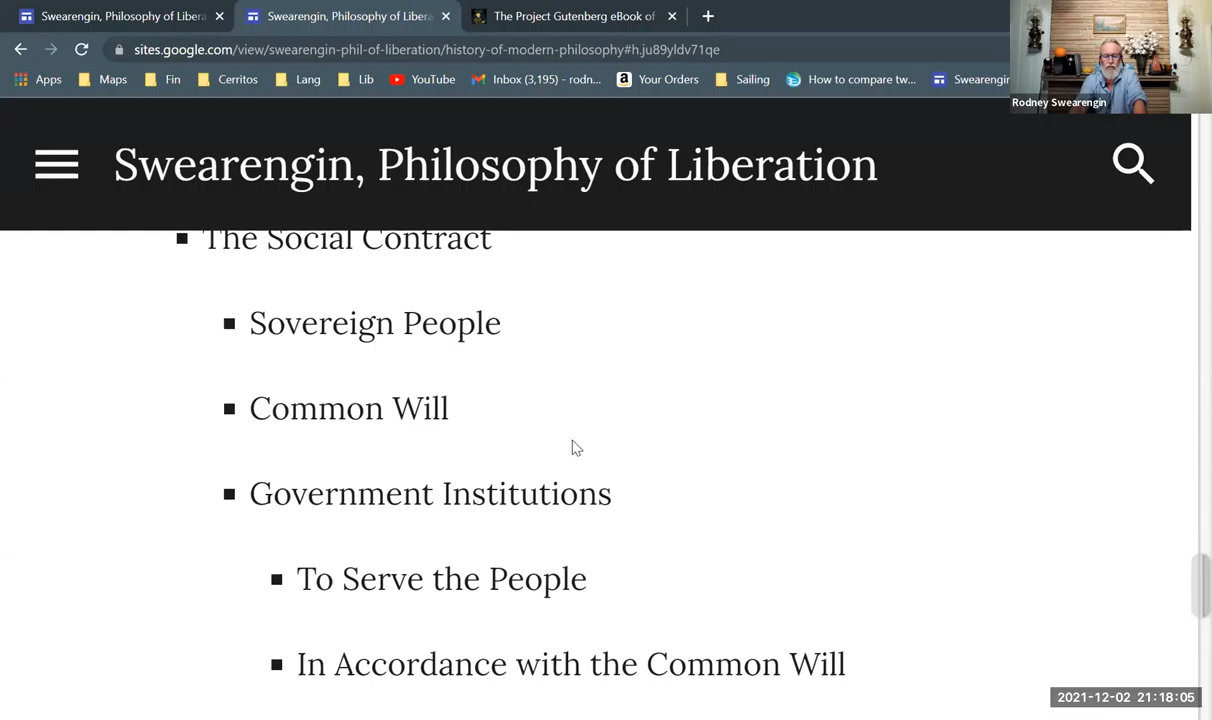 Swearengin, Philosophy of Libera
Swearengin, Philosophy of Libera
The Project Gutenberg eBook of
sites.google.com/view/swearengin-phil-of-liberation/history-of-modern-philosophy#h.ju89yldv71qe
Apps Maps Fin Cerritos Lang Lib YouTube Inbox (3,195) - rodn... Your Orders Sailing How to compare tw... Swearengin
Rodney Swearengin
Swearengin, Philosophy of Liberation
The Social Contract
Sovereign People
Common Will
Government Institutions
To Serve the People
In Accordance with the Common Will
2021-12-02 21:18:05